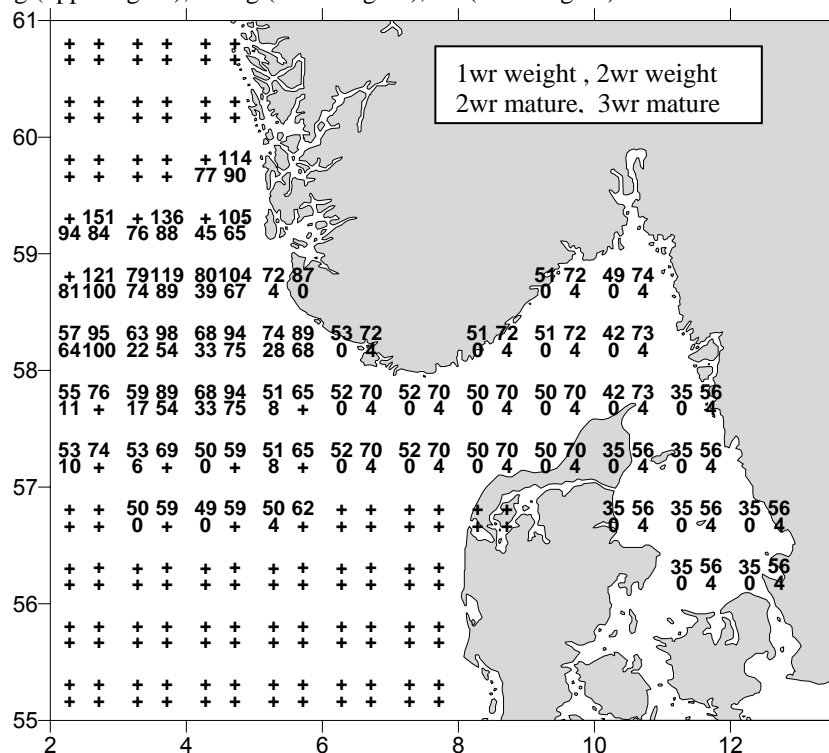 61
+ + + + + +
+ + + + + +
1wr weight , 2wr weight
2wr mature, 3wr mature
+ + + + + +
+ + + + + +
60
+ + + + + 114
+ + + + 77 90
+ 151 + 136 + 105
94 84 76 88 45 65
59
+ 121 79 119 80 104 72 87 51 72 49 74
81 100 74 89 39 67 4 0 0 4 0 4
57 95 63 98 68 94 74 89 53 72 51 72 51 72 42 73
64 100 22 54 33 75 28 68 0 4 0 4 0 4 0 4
58
55 76 59 89 68 94 51 65 52 70 52 70 50 70 50 70 42 73 35 56
11 + 17 54 33 75 8 + 0 4 0 4 0 4 0 4 0 4 0 4
53 74 53 69 50 59 51 65 52 70 52 70 50 70 50 70 35 56 35 56
10 + 6 + 0 + 8 + 0 4 0 4 0 4 0 4 0 4 0 4
57
+ + 50 59 49 59 50 62 + + + + + + 35 56 35 56 35 56
+ + 0 + 0 + 4 + + + + + + + 0 4 0 4 0 4
+ + + + + + + + + + + + 35 56 35 56
+ + + + + + + + + + + + 0 4 0 4
56
+ + + + + + + + + + + +
+ + + + + + + + + + + +
+ + + + + + + + + + + +
+ + + + + + + + + + + +
55
2 4 6 8 10 12